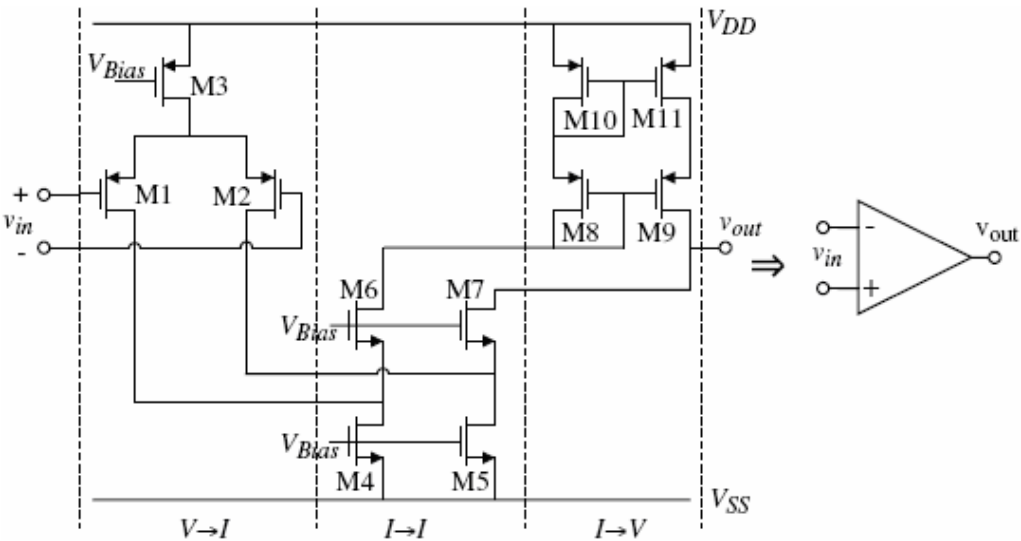 V_DD
V_Bias
M3
M10
M11
+
M1
M2
v_in
-
M8
M9
v_out
⇒
-
v_in
+
v_out
M6
M7
V_Bias
V_Bias
M4
M5
V_SS
V→I
I→I
I→V